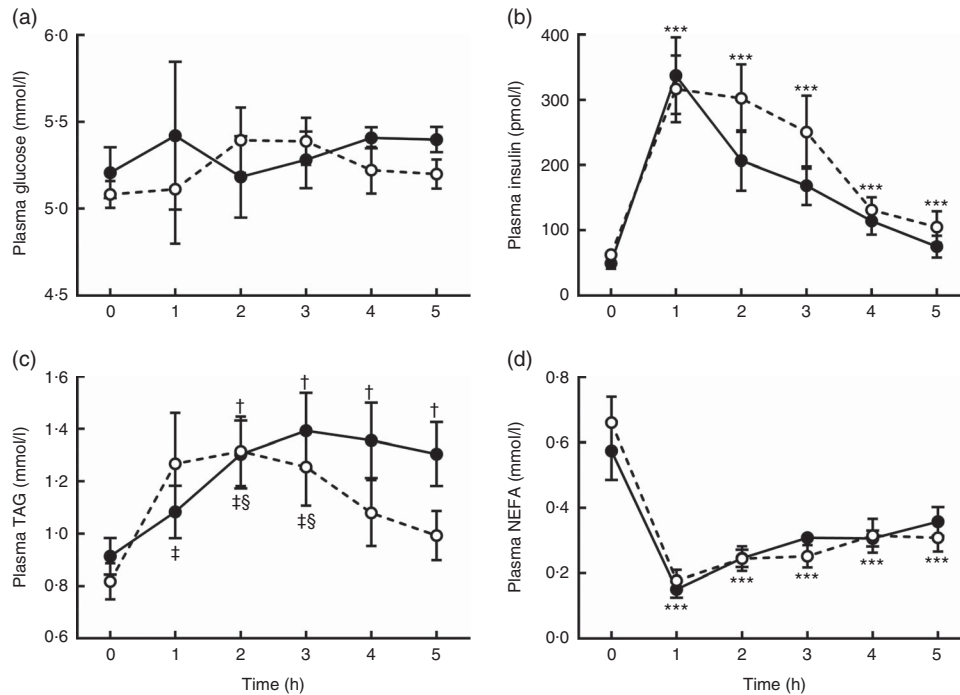 (a)
6·0
5·5
5·0
4·5
Plasma glucose (mmol/l)
0 1 2 3 4 5
(b)
400
300
200
100
0
Plasma insulin (pmol/l)
*** *** *** *** ***
0 1 2 3 4 5
(c)
1·6
1·4
1·2
1·0
0·8
0·6
Plasma TAG (mmol/l)
† † † †
‡ ‡§ ‡§
0 1 2 3 4 5
Time (h)
(d)
0·8
0·6
0·4
0·2
0·0
Plasma NEFA (mmol/l)
*** *** *** *** ***
0 1 2 3 4 5
Time (h)